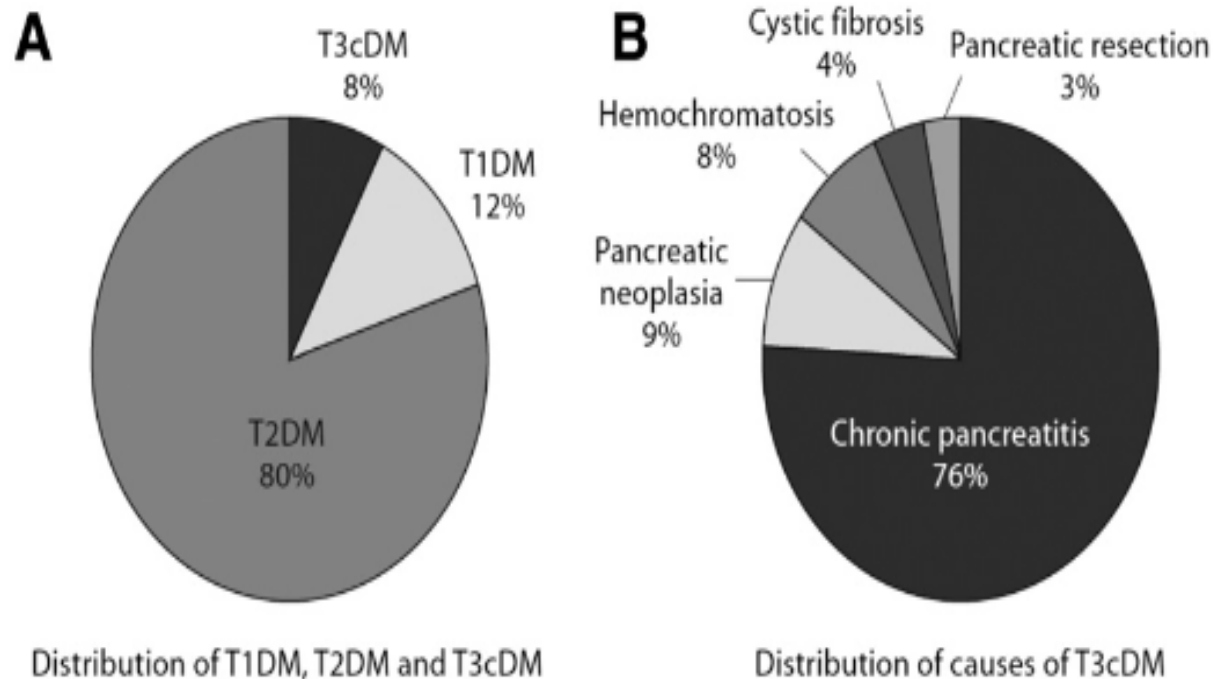 A
T3cDM
8%
T1DM
12%
T2DM
80%
Distribution of T1DM, T2DM and T3cDM
B
Cystic fibrosis
4%
Pancreatic resection
3%
Hemochromatosis
8%
Pancreatic
neoplasia
9%
Chronic pancreatitis
76%
Distribution of causes of T3cDM